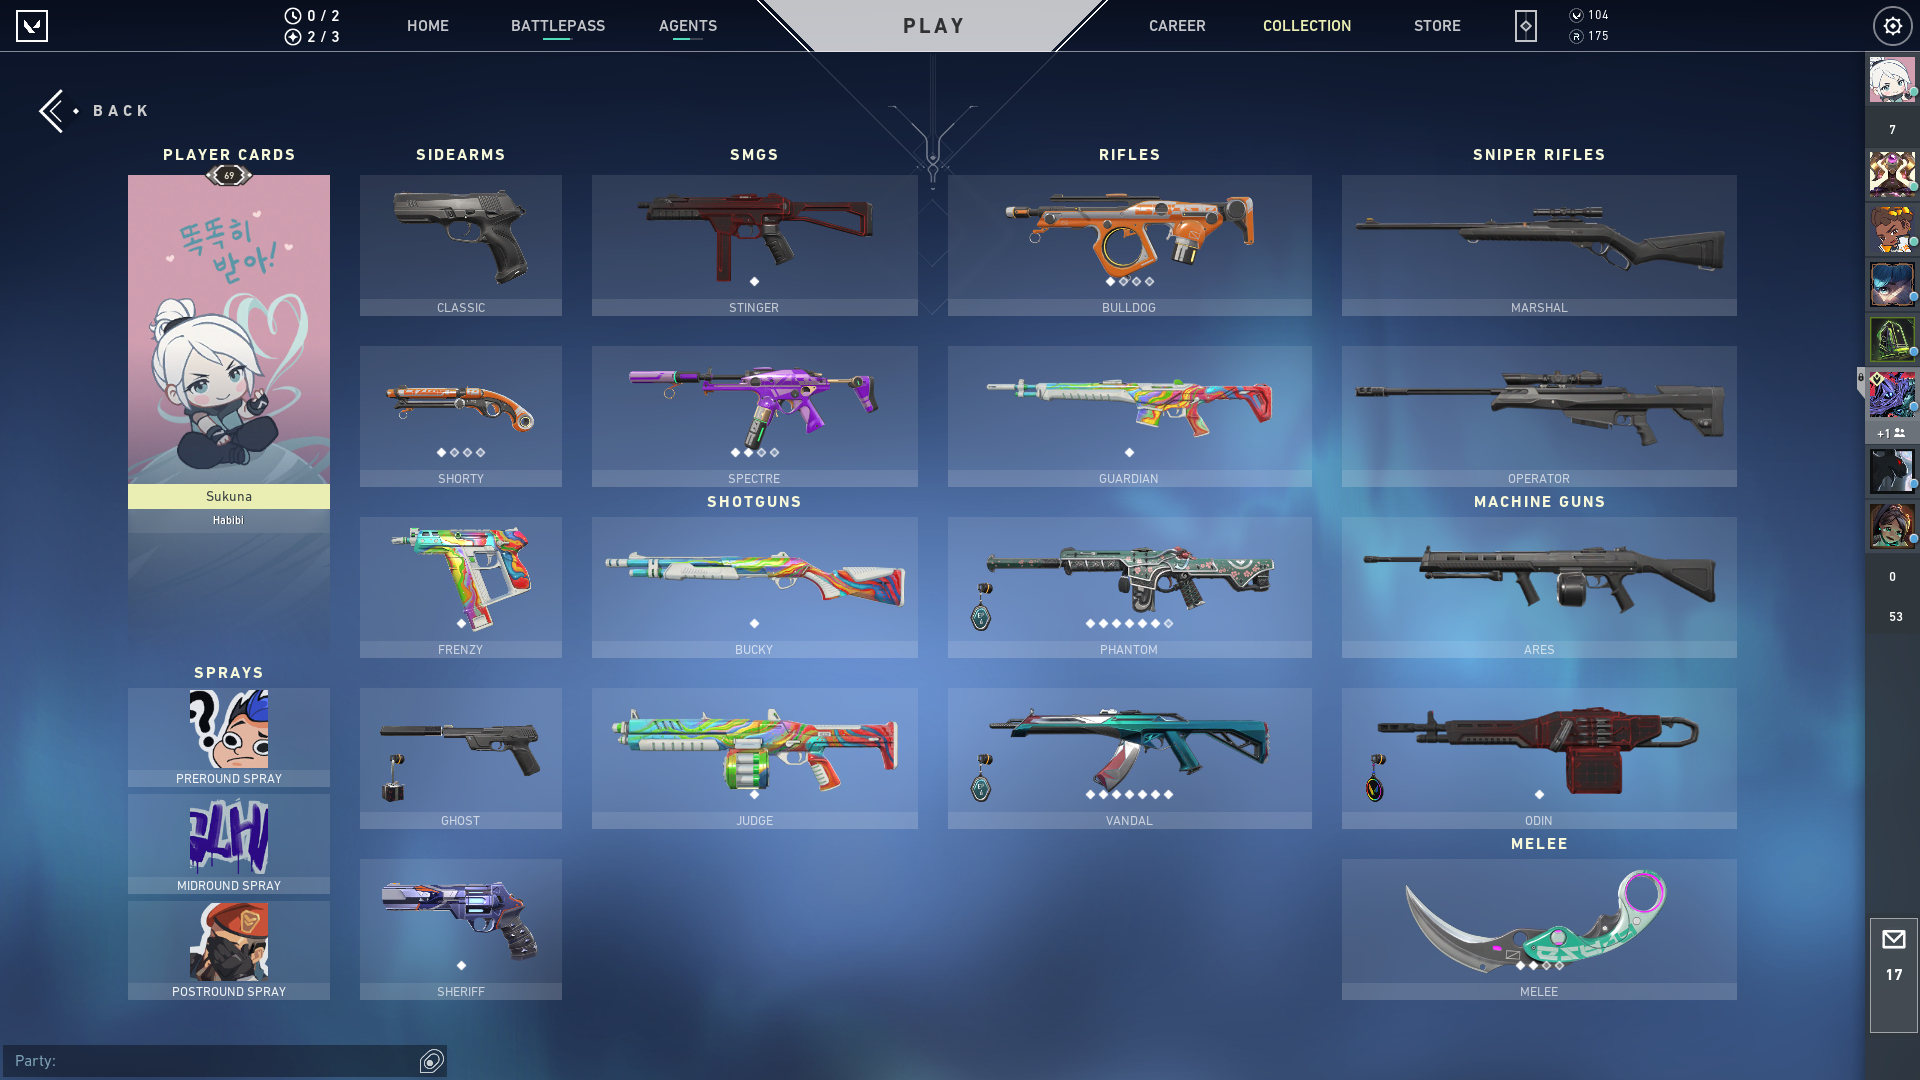 0 / 2
2 / 3
HOME
BATTLEPASS
AGENTS
PLAY
CAREER
COLLECTION
STORE
104
175
BACK
PLAYER CARDS
SIDEARMS
SMGS
RIFLES
SNIPER RIFLES
69
똑똑히
받아!
Sukuna
Habibi
CLASSIC
STINGER
BULLDOG
MARSHAL
SHORTY
SPECTRE
GUARDIAN
OPERATOR
SHOTGUNS
MACHINE GUNS
FRENZY
BUCKY
PHANTOM
ARES
SPRAYS
PREROUND SPRAY
GHOST
JUDGE
VANDAL
ODIN
MELEE
MIDROUND SPRAY
POSTROUND SPRAY
SHERIFF
MELEE
Party:
7
+1
0
53
17